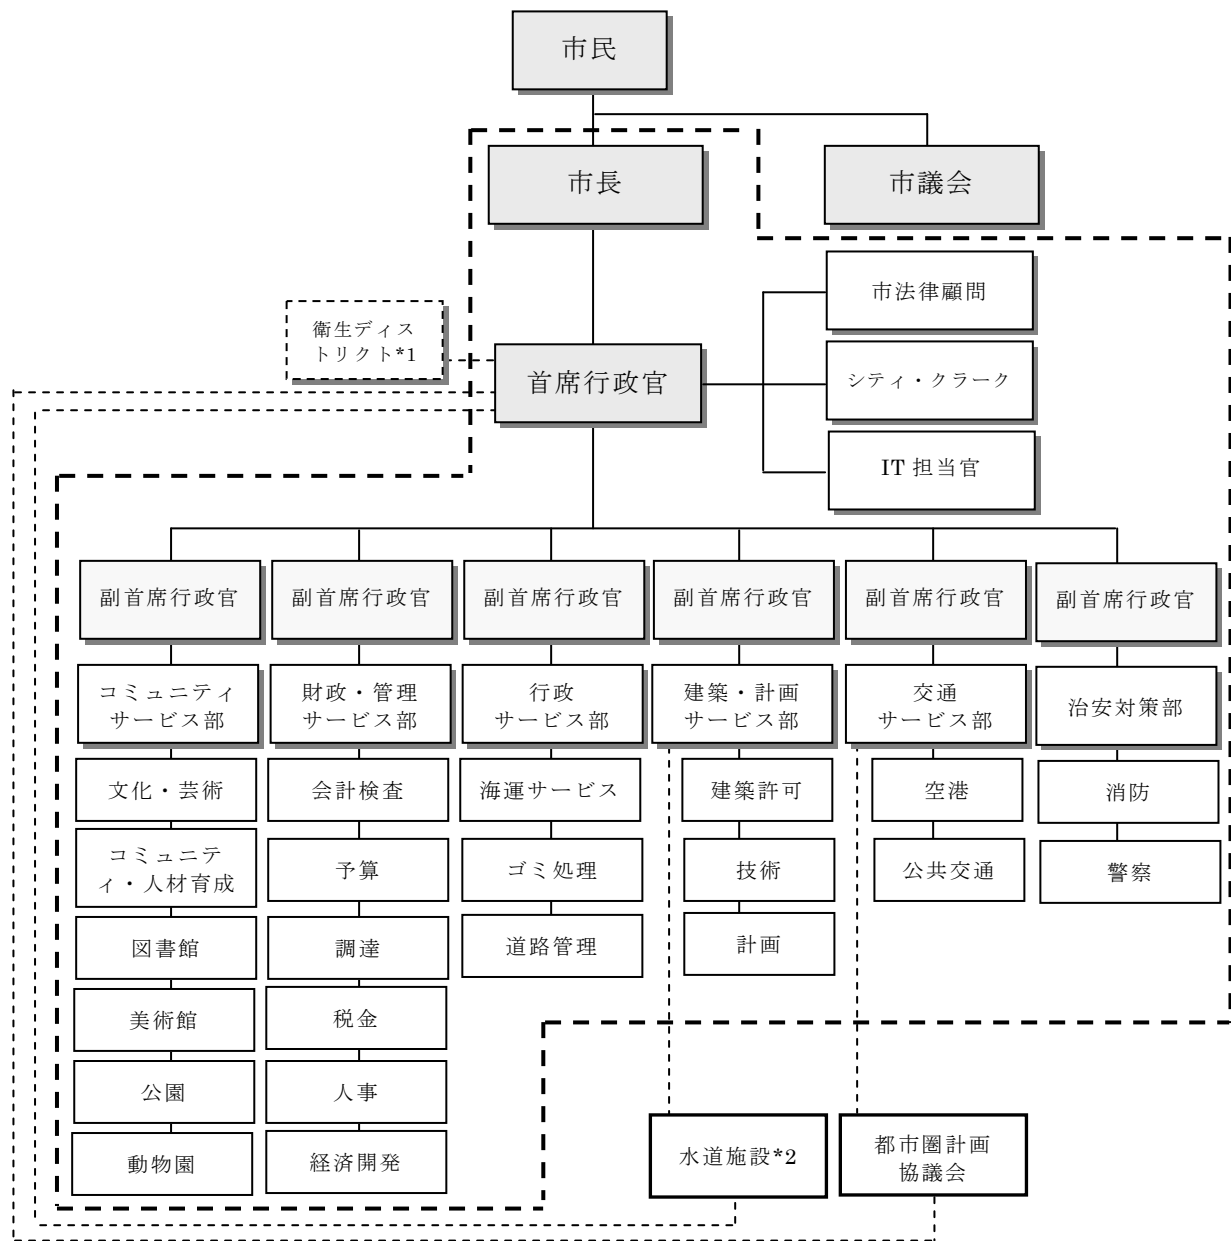 市民
市長
市議会
市法律顧問
衛生ディス
トリクト*1
首席行政官
シティ・クラーク
IT 担当官
副首席行政官
副首席行政官
副首席行政官
副首席行政官
副首席行政官
副首席行政官
コミュニティ
サービス部
財政・管理
サービス部
行政
サービス部
建築・計画
サービス部
交通
サービス部
治安対策部
文化・芸術
会計検査
海運サービス
建築許可
空港
消防
コミュニテ
ィ・人材育成
予算
ゴミ処理
技術
公共交通
警察
図書館
調達
道路管理
計画
美術館
税金
公園
人事
動物園
経済開発
水道施設*2
都市圏計画
協議会